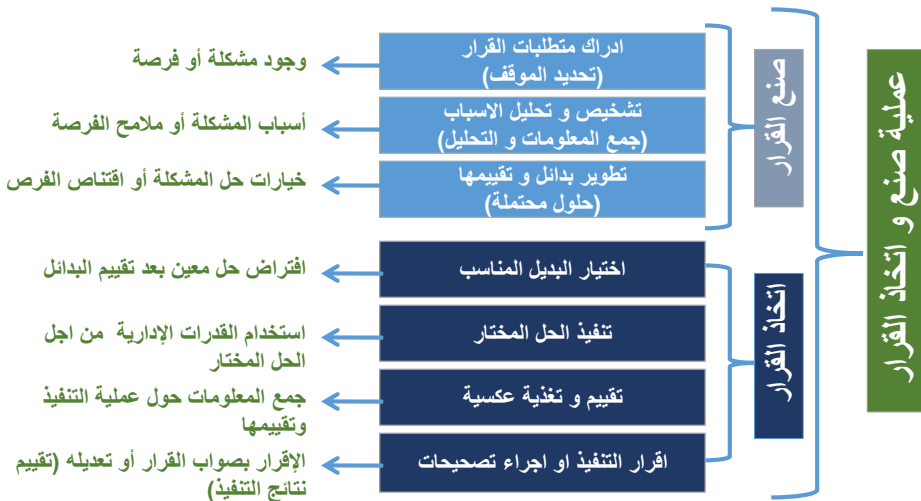 عملية صنع و اتخاذ القرار
صنع القرار
ادراك متطلبات القرار
(تحديد الموقف)
وجود مشكلة أو فرصة
تشخيص و تحليل الاسباب
(جمع المعلومات و التحليل)
أسباب المشكلة أو ملامح الفرصة
تطوير بدائل و تقييمها
(حلول محتملة)
خيارات حل المشكلة أو اقتناص الفرص
اتخاذ القرار
اختيار البديل المناسب
افتراض حل معين بعد تقييم البدائل
تنفيذ الحل المختار
استخدام القدرات الإدارية من اجل
الحل المختار
تقييم و تغذية عكسية
جمع المعلومات حول عملية التنفيذ
وتقييمها
اقرار التنفيذ او اجراء تصحيحات
الإقرار بصواب القرار أو تعديله (تقييم
نتائج التنفيذ)